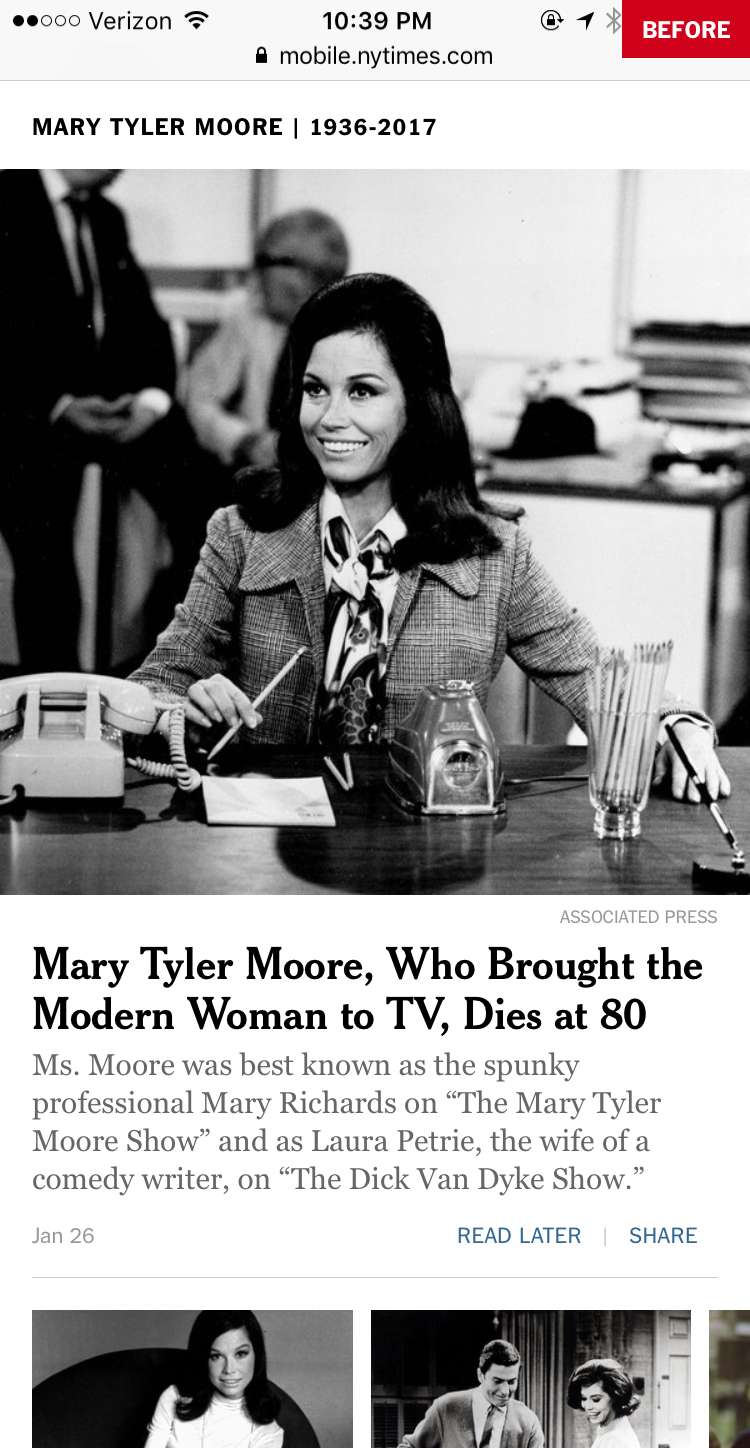 Verizon 10:39 PM
BEFORE
mobile.nytimes.com
MARY TYLER MOORE | 1936-2017
ASSOCIATED PRESS
Mary Tyler Moore, Who Brought the
Modern Woman to TV, Dies at 80
Ms. Moore was best known as the spunky
professional Mary Richards on “The Mary Tyler
Moore Show” and as Laura Petrie, the wife of a
comedy writer, on “The Dick Van Dyke Show.”
Jan 26
READ LATER | SHARE